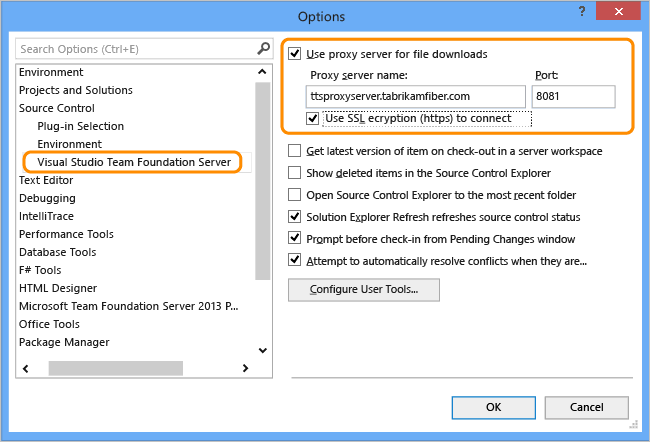 Options
?
Search Options (Ctrl+E)
Environment
Projects and Solutions
Source Control
Plug-in Selection
Environment
Visual Studio Team Foundation Server
Text Editor
Debugging
IntelliTrace
Performance Tools
Database Tools
F# Tools
HTML Designer
Microsoft Team Foundation Server 2013 P...
Office Tools
Package Manager
Use proxy server for file downloads
Proxy server name: Port:
ttsproxyserver.tabrikamfiber.com 8081
Use SSL ecryption (https) to connect
Get latest version of item on check-out in a server workspace
Show deleted items in the Source Control Explorer
Open Source Control Explorer to the most recent folder
Solution Explorer Refresh refreshes source control status
Prompt before check-in from Pending Changes window
Attempt to automatically resolve conflicts when they are...
Configure User Tools...
OK Cancel